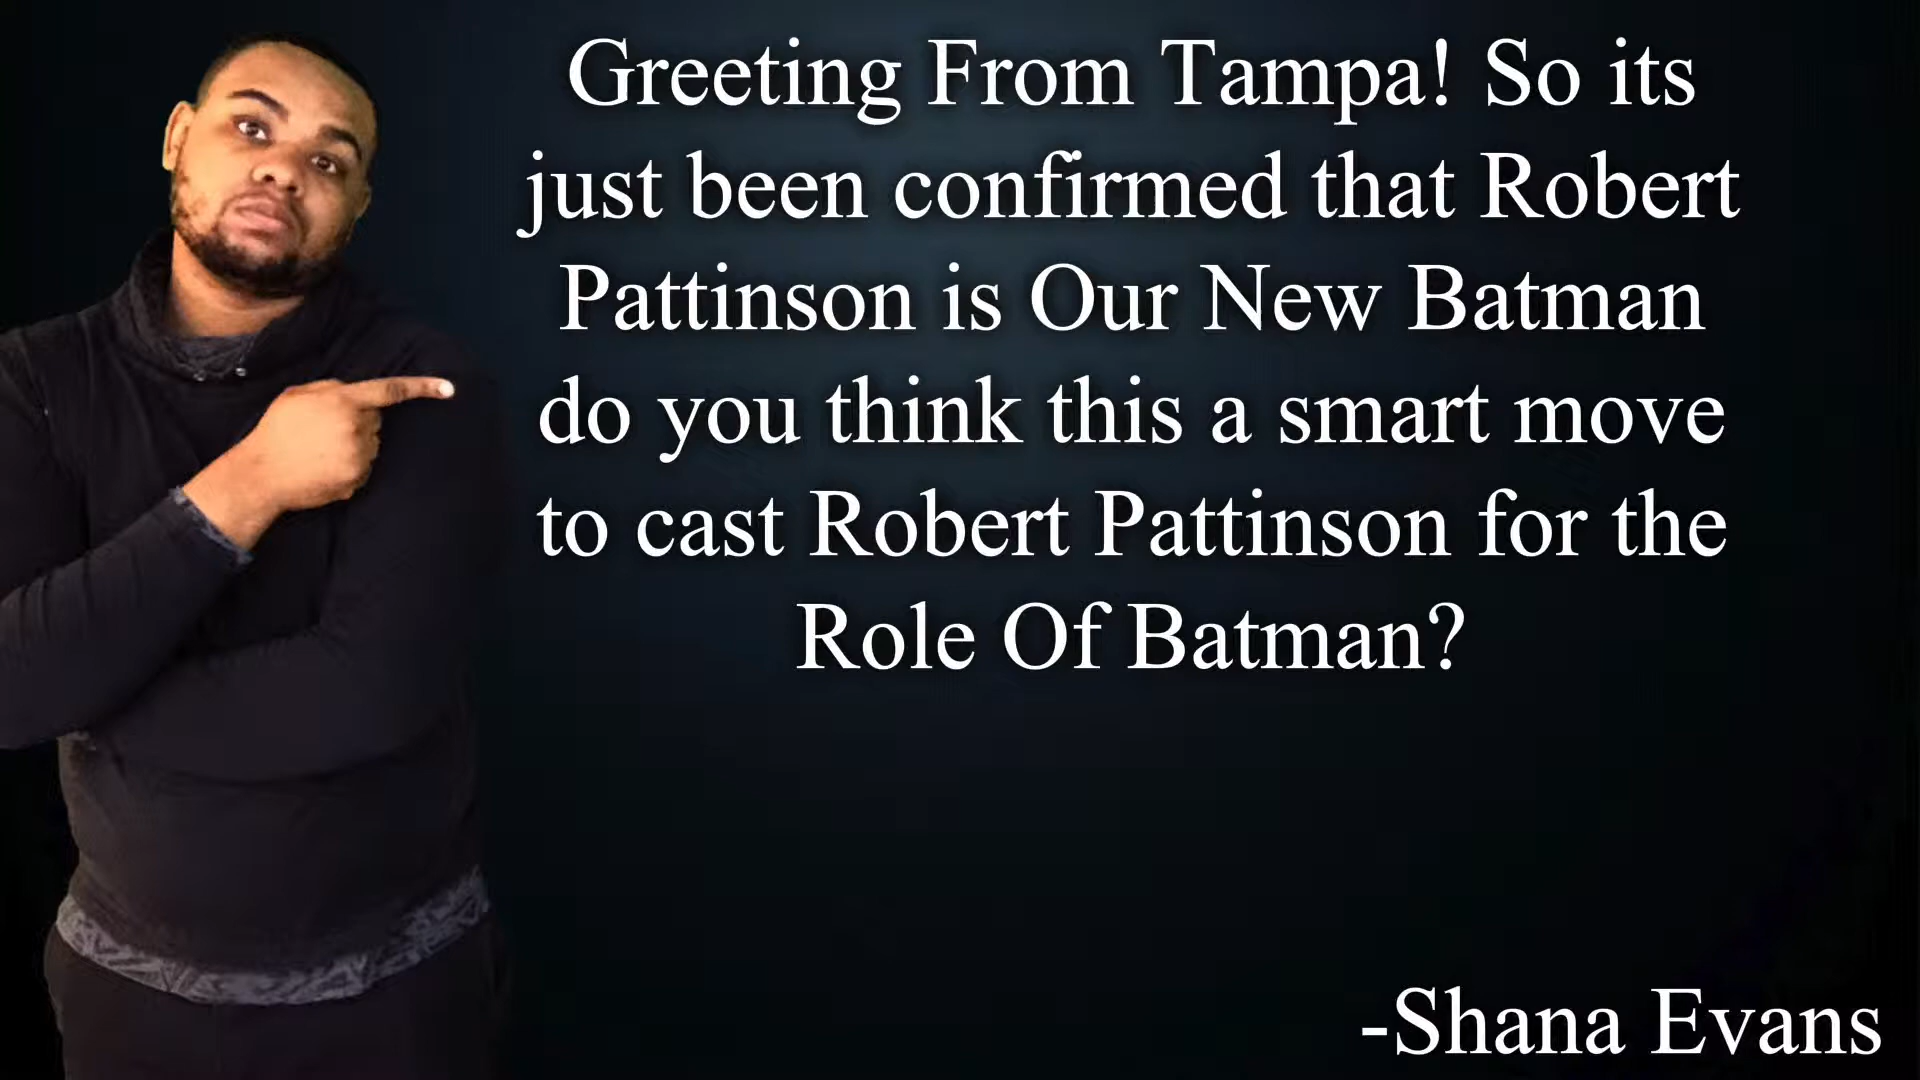 Greeting From Tampa! So its
just been confirmed that Robert
Pattinson is Our New Batman
do you think this a smart move
to cast Robert Pattinson for the
Role Of Batman?
-Shana Evans